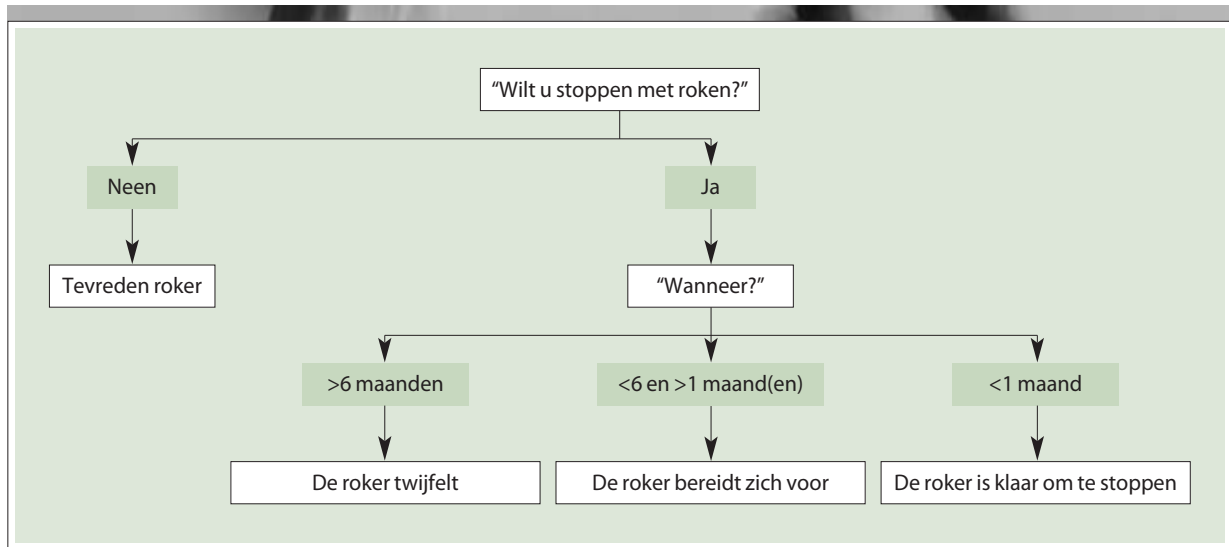 “Wilt u stoppen met roken?”
Neen
Ja
Tevreden roker
“Wanneer?”
>6 maanden
<6 en >1 maand(en)
<1 maand
De roker twijfelt
De roker bereidt zich voor
De roker is klaar om te stoppen